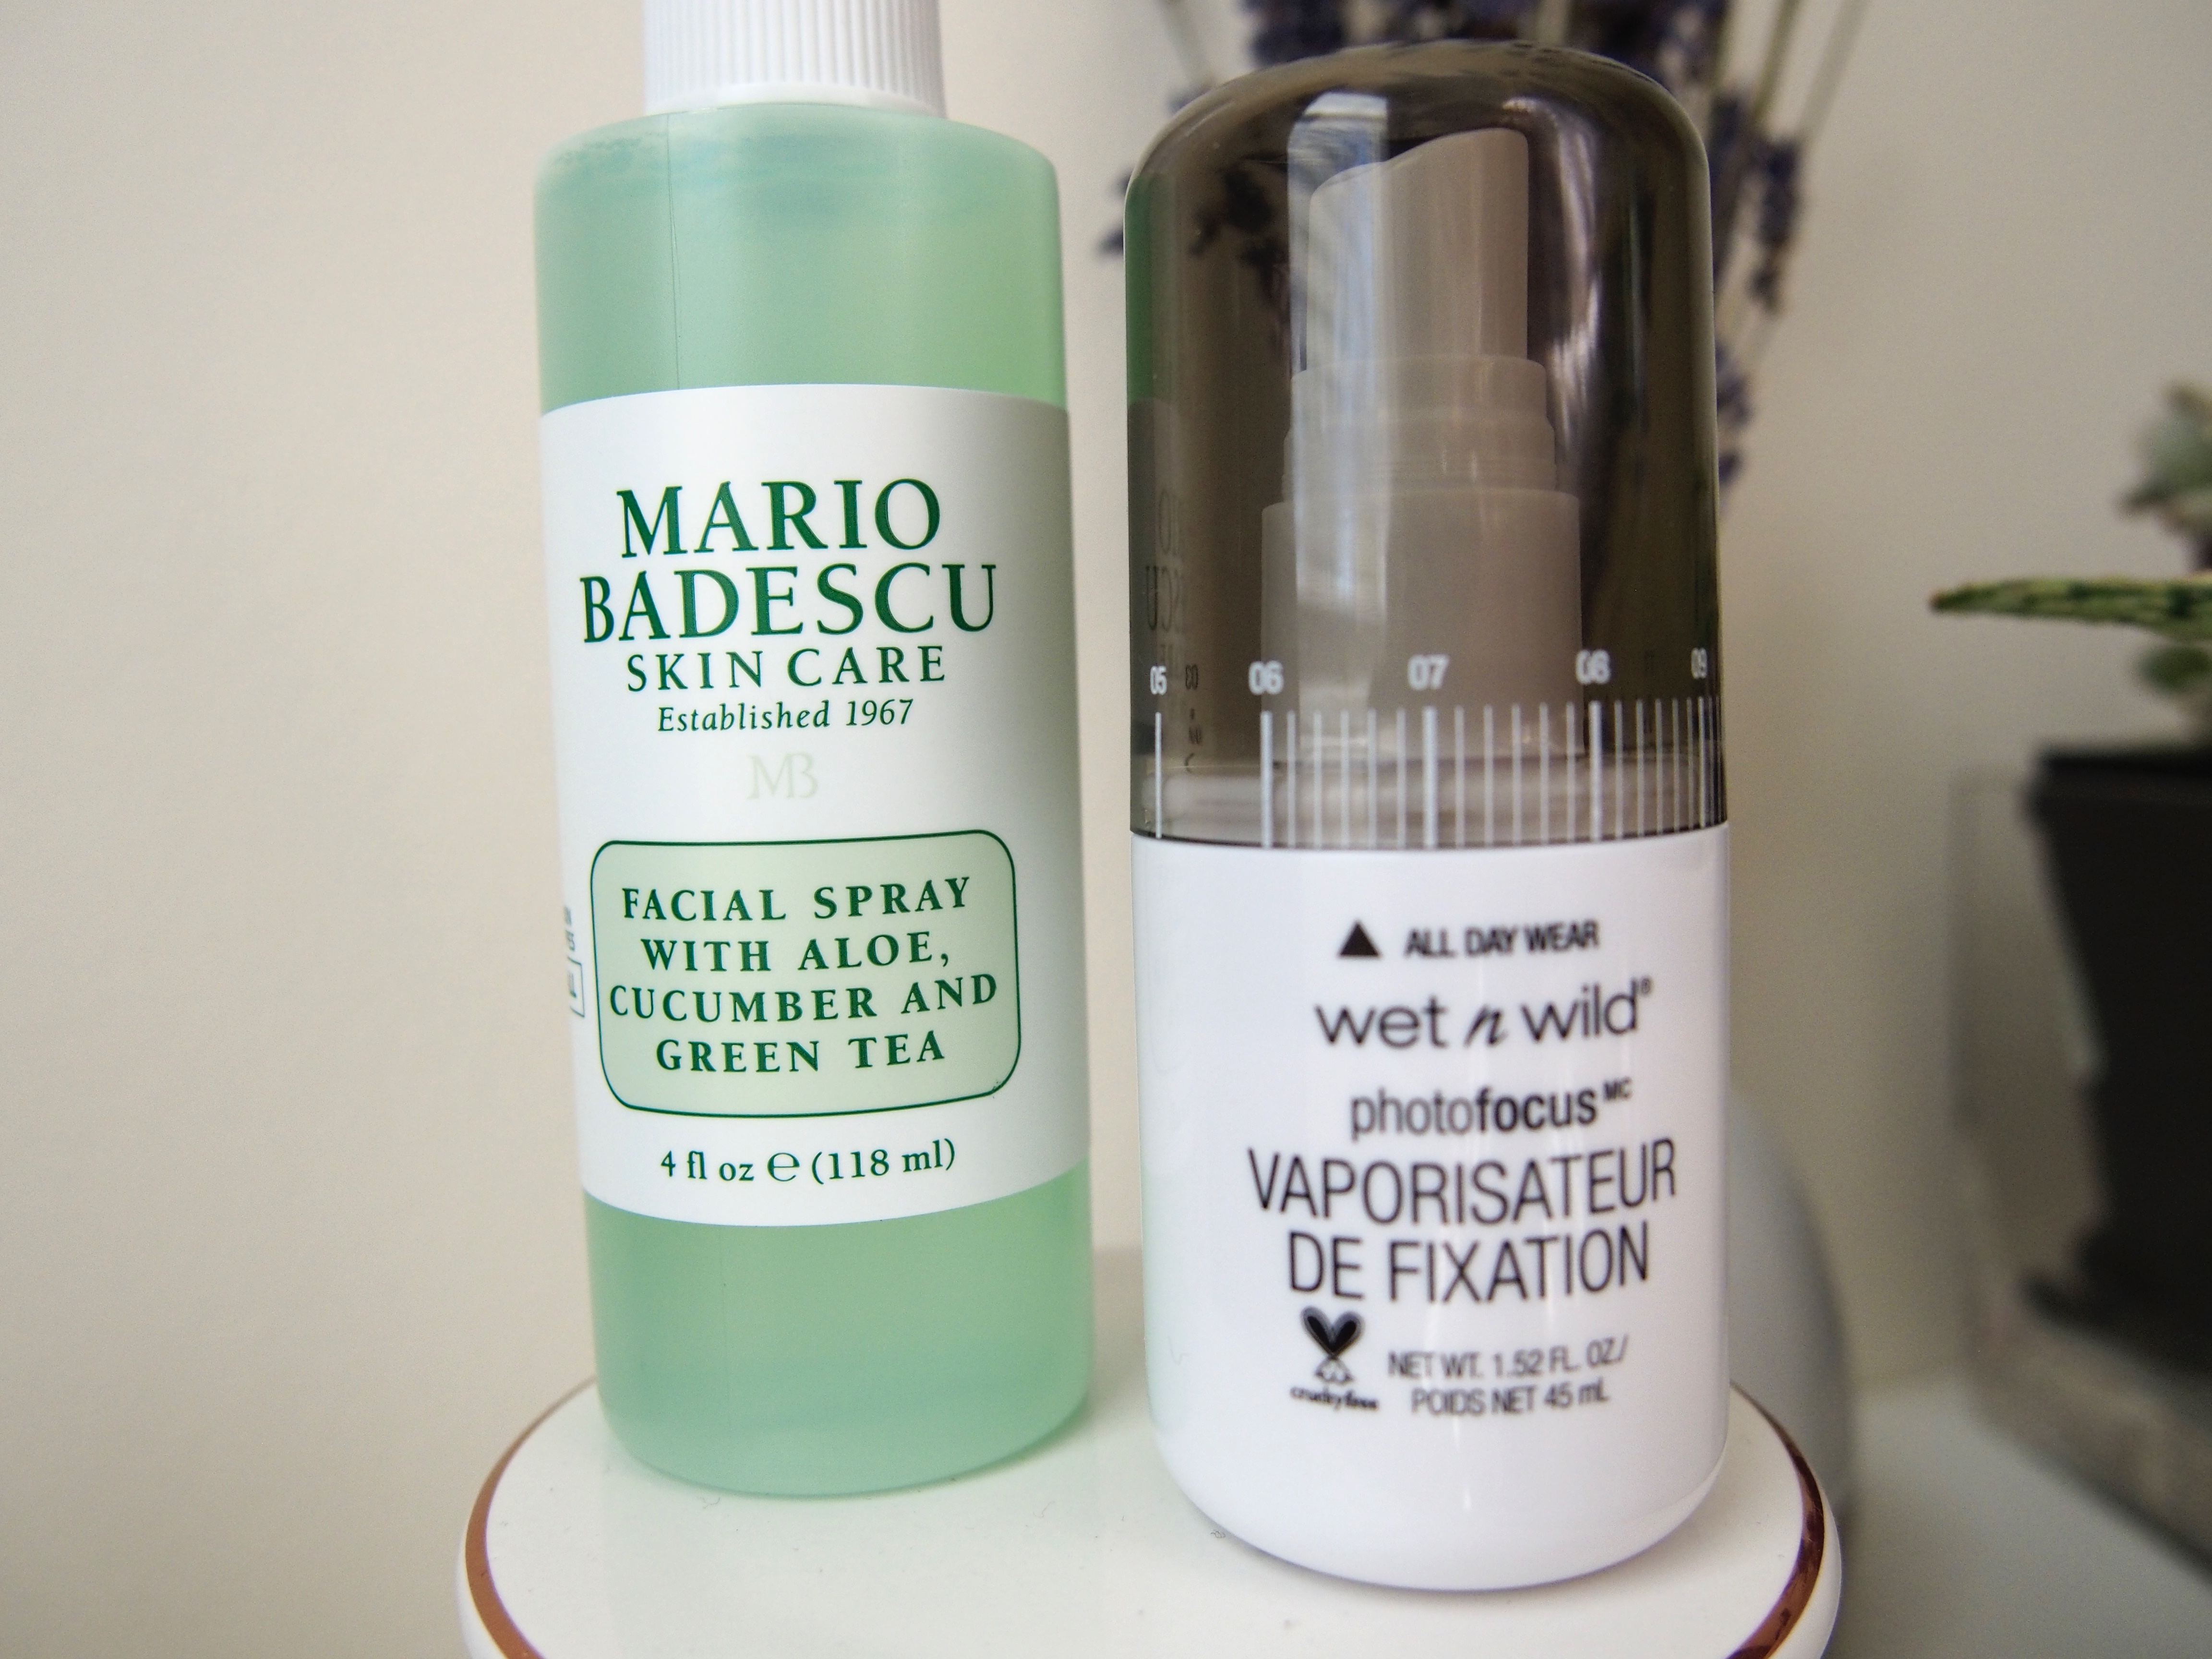 MARIO
BADESCU
SKIN CARE
Established 1967
MB
FACIAL SPRAY
WITH ALOE,
CUCUMBER AND
GREEN TEA
4 fl oz ℮ (118 ml)
05 06 07 08 09
▲ ALL DAY WEAR
wet n wild®
photofocus MC
VAPORISATEUR
DE FIXATION
cruelty free
NET WT. 1.52 FL. OZ./
POIDS NET 45 mL